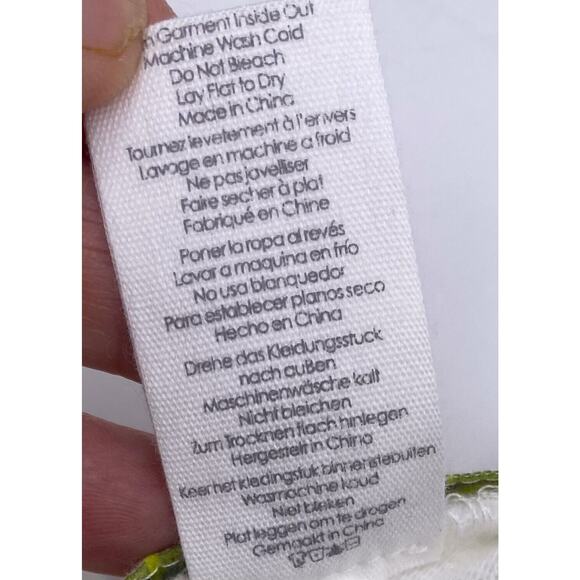 Garment Inside Out
Machine Wash Cold
Do Not Bleach
Lay Flat to Dry
Made in China
Tournez le vetement à l'envers
Lavage en machine a froid
Ne pas javelliser
Faire secher à plat
Fabriqué en Chine
Poner la ropa al revés
Lavar a maquina en frío
No usa blanquedor
Para establecer planos seco
Hecho en China
Drehe das Kleidungsstuck
nach außen
Maschinenwäsche kalt
Nicht bleichen
Zum Trocknen flach hinlegen
Hergestelt in China
Keer het kledingstuk binnenstebuiten
Wasmachine koud
Niet bleken
Plat leggen om te drogen
Gemaakt in China